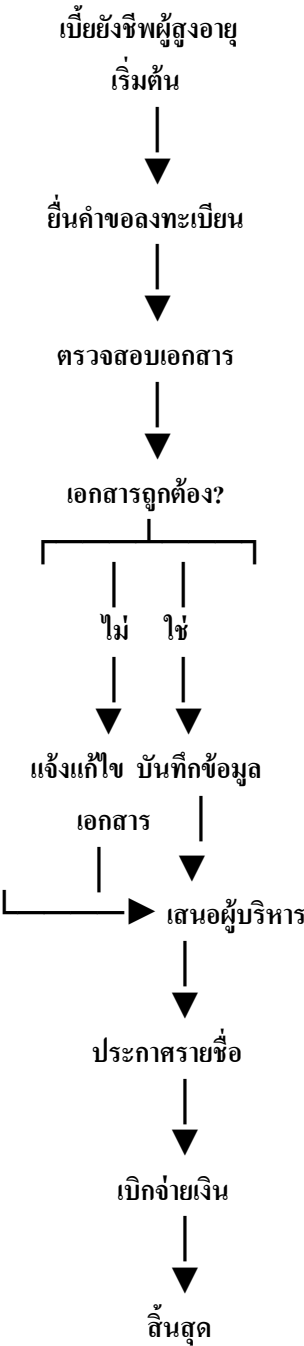 เบี้ยยังชีพผู้สูงอายุ
เริ่มต้น
ยื่นคำขอลงทะเบียน
ตรวจสอบเอกสาร
เอกสารถูกต้อง?
ไม่ ใช่
แจ้งแก้ไข บันทึกข้อมูล
เอกสาร
เสนอผู้บริหาร
ประกาศรายชื่อ
เบิกจ่ายเงิน
สิ้นสุด